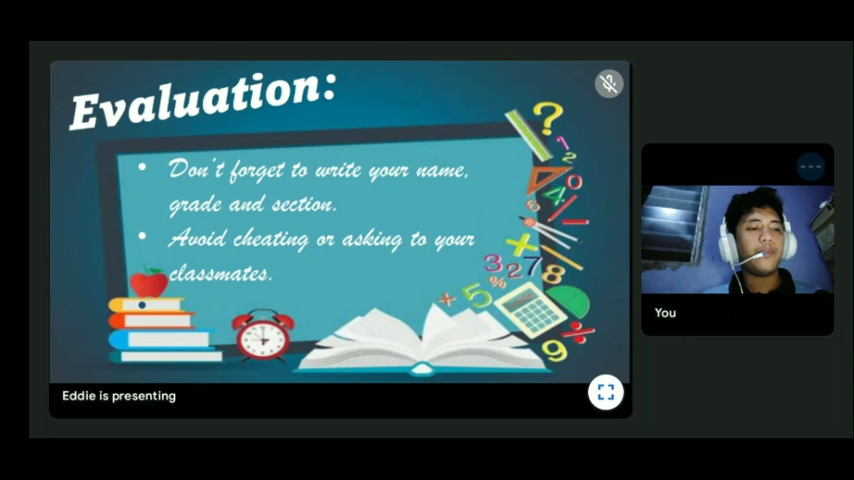 Evaluation:
• Don't forget to write your name,
grade and section.
• Avoid cheating or asking to your
classmates.
Eddie is presenting
You